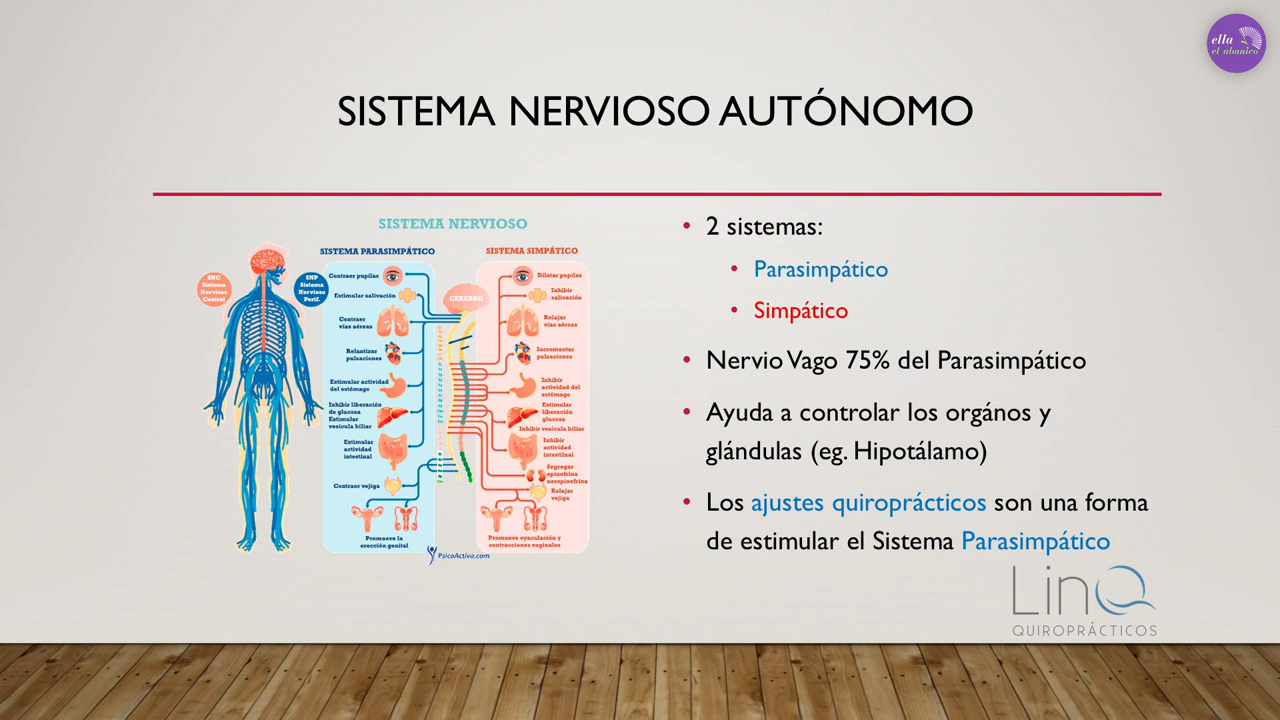 ella
el abanico
SISTEMA NERVIOSO AUTÓNOMO
SISTEMA NERVIOSO
SISTEMA PARASIMPÁTICO
SISTEMA SIMPÁTICO
SNC
Sistema
Nervioso
Central
SNP
Sistema
Nervioso
Perif.
CEREBRO
Contraer pupilas
Estimular salivación
Contraer
vías aéreas
Relantizar
pulsaciones
Estimular actividad
del estómago
Inhibir liberación
de glucosa
Estimular
vesícula biliar
Estimular
actividad
intestinal
Contraer vejiga
Promueve la
erección genital
Dilatar pupilas
Inhibir
salivación
Relajar
vías aéreas
Incrementar
pulsaciones
Inhibir
actividad del
estómago
Estimular
liberación
glucosa
Inhibir vesícula biliar
Inhibir
actividad
intestinal
Segregar
epinefrina
norepinefrina
Relajar
vejiga
Promueve eyaculación y
contracciones vaginales
PsicoActiva.com
• 2 sistemas:
• Parasimpático
• Simpático
• Nervio Vago 75% del Parasimpático
• Ayuda a controlar los orgános y
glándulas (eg. Hipotálamo)
• Los ajustes quiroprácticos son una forma
de estimular el Sistema Parasimpático
LinQ
QUIROPRÁCTICOS